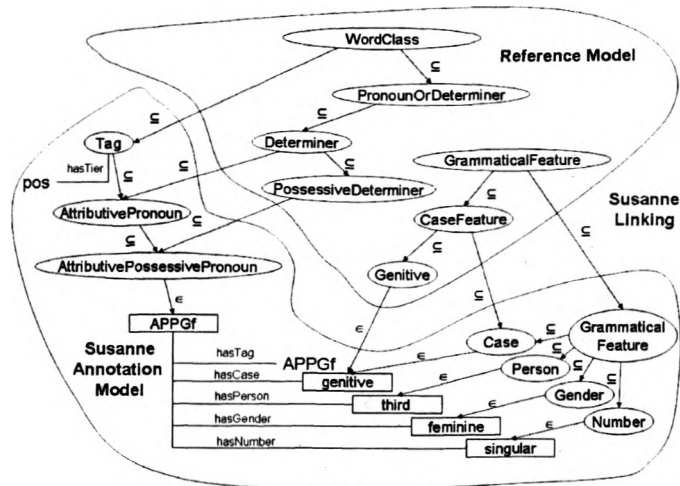 WordClass
Reference Model
⊆
⊆
PronounOrDeterminer
⊆
⊆
Tag
Determiner
hasTier
GrammaticalFeature
pos
⊆
⊆
⊆
PossessiveDeterminer
Susanne
Linking
⊆
AttributivePronoun
⊆
CaseFeature
⊆
⊆
⊆
AttributivePossessivePronoun
Genitive
⊆
∈
∈
APPGf
Case
⊆
Grammatical
Feature
Susanne
Annotation
Model
hasTag
APPGf
∈
Person
⊆
hasCase
genitive
⊆
⊆
hasPerson
third
∈
Gender
hasGender
feminine
∈
Number
hasNumber
singular
∈